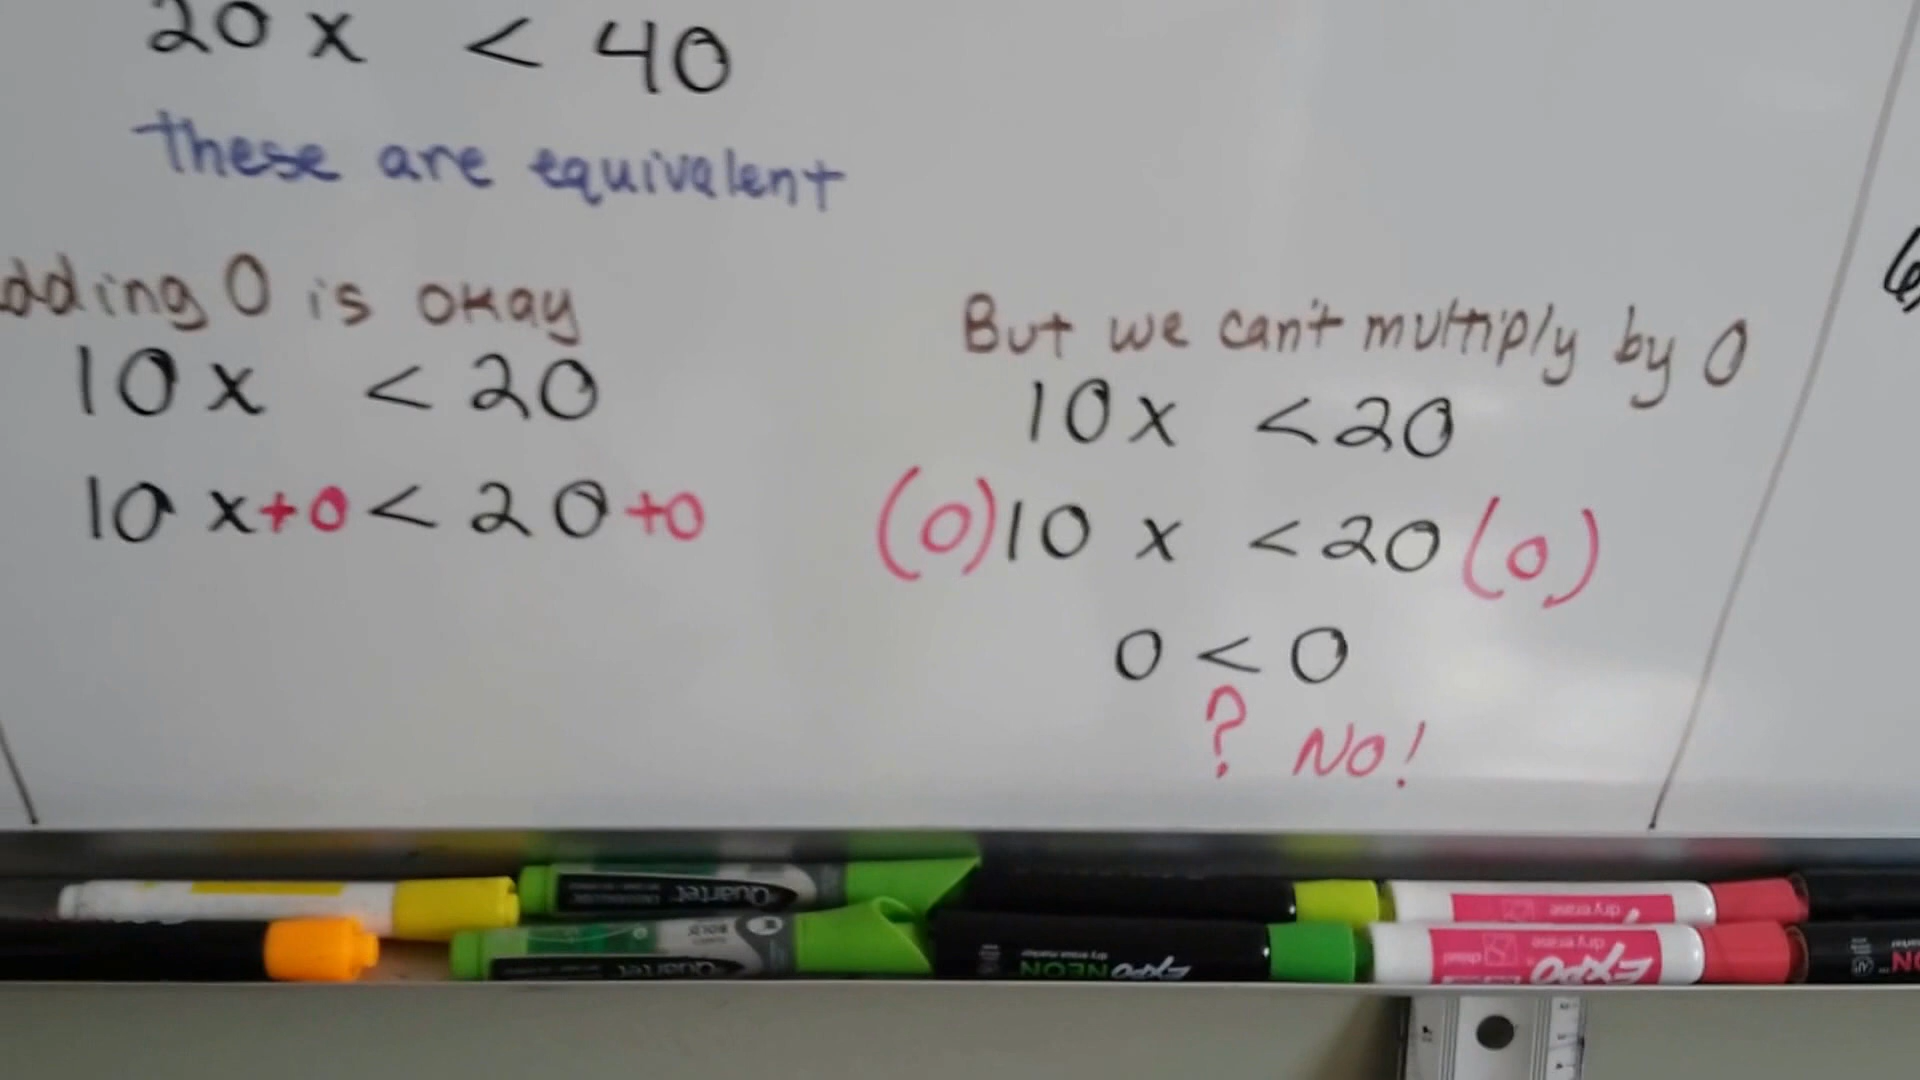 20x < 40
these are equivalent
dding 0 is okay
10x < 20
10x+0 < 20+0
But we can't multiply by 0
10x < 20
(0)10x < 20(0)
0 < 0
? No!
Quartet
Quartet
BOLD
EXPO NEON
dry erase
dry erase
EXPO